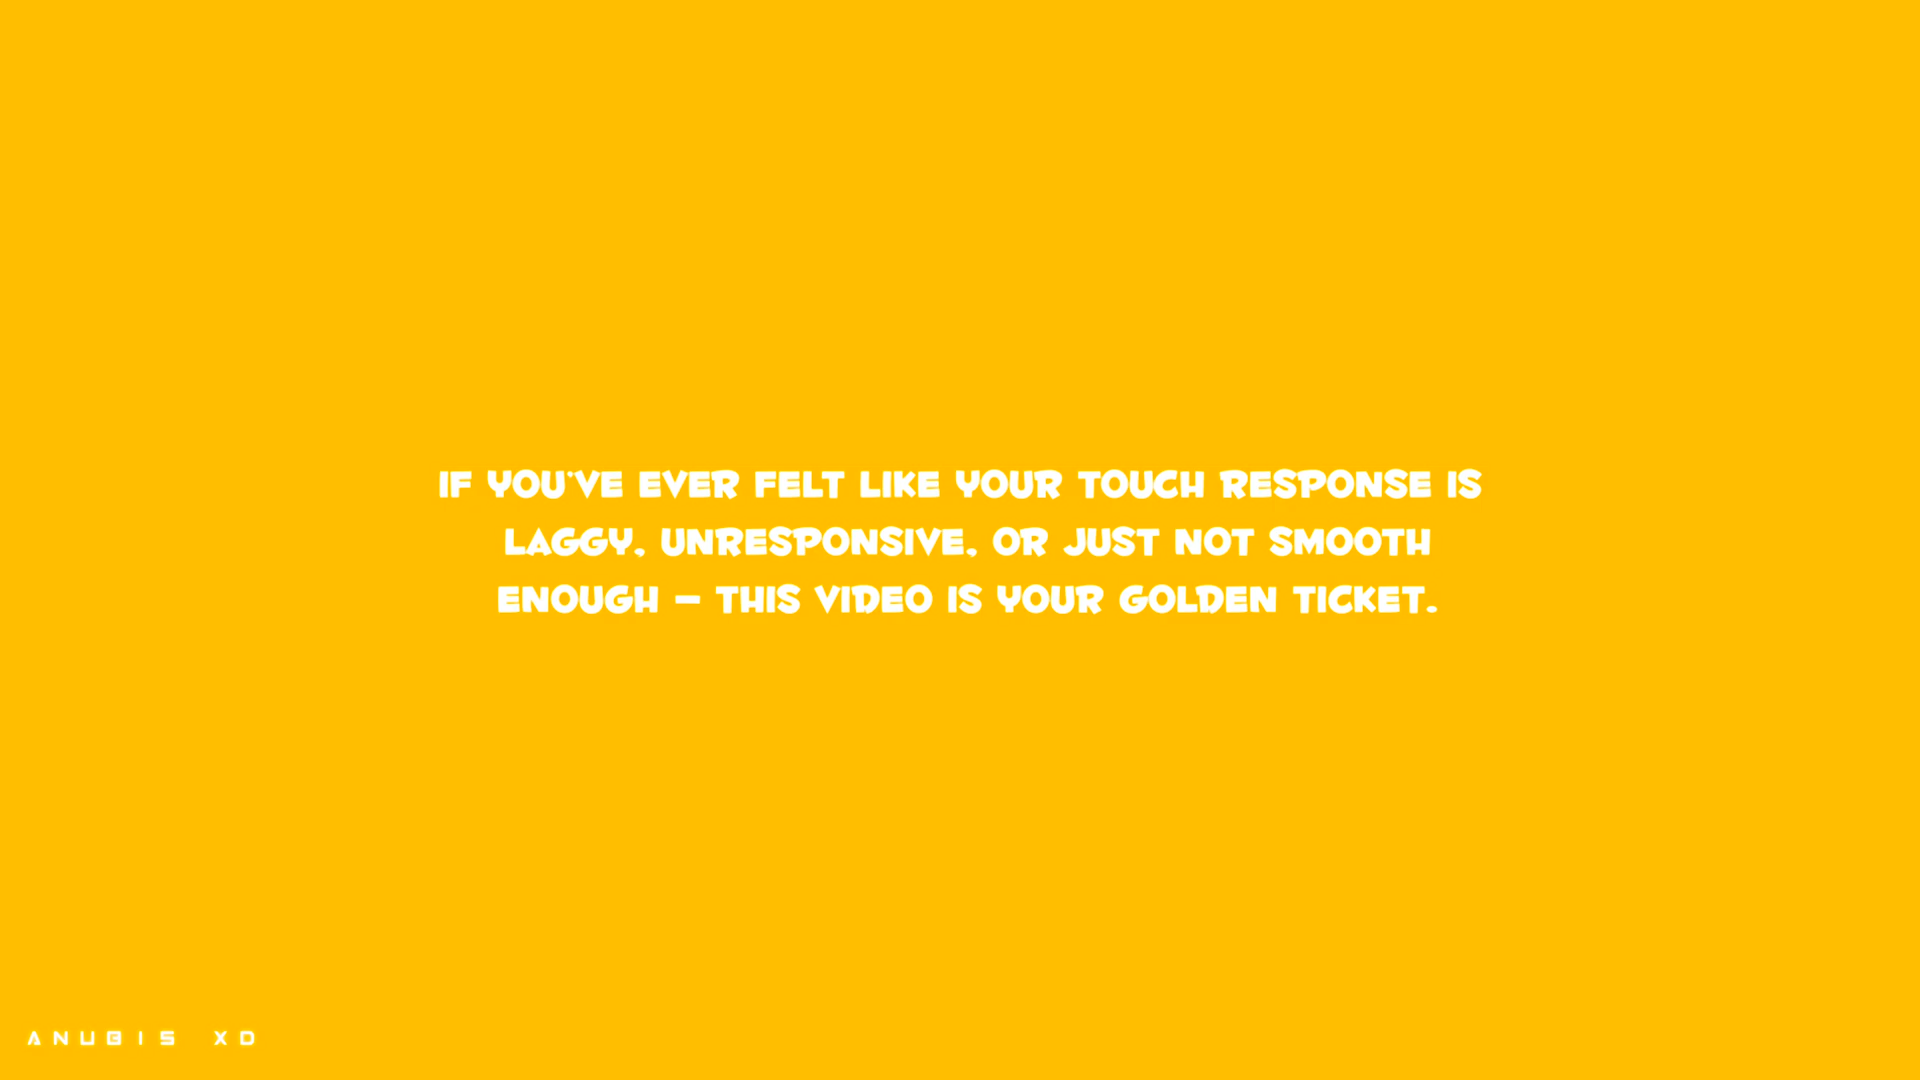 IF YOU'VE EVER FELT LIKE YOUR TOUCH RESPONSE IS
LAGGY, UNRESPONSIVE, OR JUST NOT SMOOTH
ENOUGH – THIS VIDEO IS YOUR GOLDEN TICKET.
ANUBIS XD